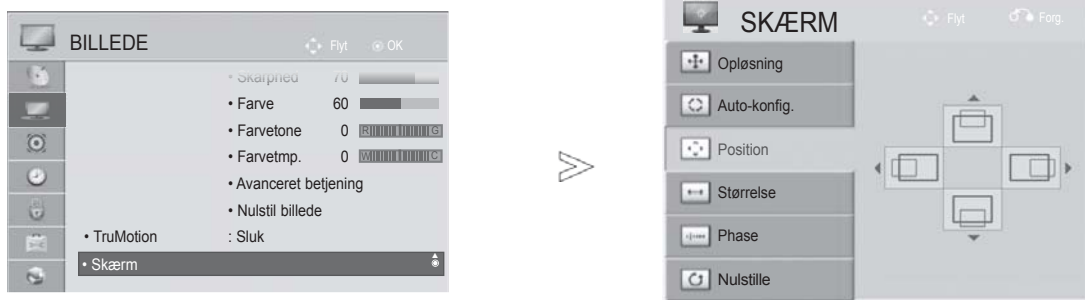 BILLEDE
Flyt
OK
• Skarphed 70
• Farve 60
• Farvetone 0 R G
• Farvetmp. 0 W C
• Avanceret betjening
• Nulstil billede
• TruMotion : Sluk
• Skærm
SKÆRM
Flyt
Forg.
Opløsning
Auto-konfig.
Position
Størrelse
Phase
Nulstille